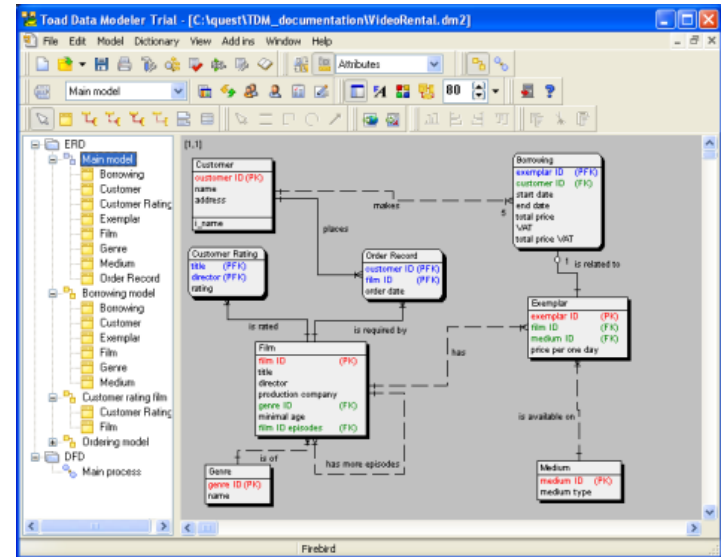 Toad Data Modeler Trial - [C:\quest\TDM_documentation\VideoRental.dm2]
File Edit Model Dictionary View Add ins Window Help
Attributes
Main model
80
ERD
Main model
Borrowing
Customer
Customer Rating
Exemplar
Film
Genre
Medium
Order Record
Borrowing model
Borrowing
Customer
Exemplar
Film
Genre
Medium
Customer rating film
Customer Rating
Film
Ordering model
DFD
Main process
[1,1]
Customer
customer ID (PK)
name
address
i_name
makes
5
places
Borrowing
exemplar ID (PFK)
customer ID (FK)
start date
end date
total price
VAT
total price VAT
1 is related to
Customer Rating
title (PFK)
director (PFK)
rating
Order Record
customer ID (PFK)
film ID (PFK)
order date
is rated
is required by
Exemplar
exemplar ID (PK)
film ID (FK)
medium ID (FK)
price per one day
has
Film
film ID (PK)
title
director
production company
genre ID (FK)
minimal age
film ID episodes (FK)
is available on
is of
has more episodes
Genre
genre ID (PK)
name
Medium
medium ID (PK)
medium type
Firebird